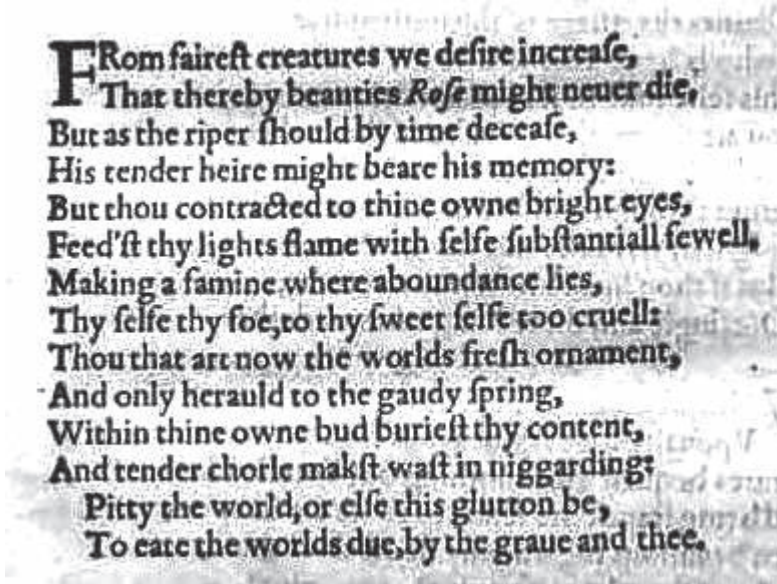 FRom faireſt creatures we deſire increaſe,
That thereby beauties Roſe might neuer die,
But as the riper ſhould by time deceaſe,
His tender heire might beare his memory:
But thou contracted to thine owne bright eyes,
Feed'ſt thy lights flame with ſelfe ſubſtantiall fewell,
Making a famine where aboundance lies,
Thy ſelfe thy foe,to thy ſweet ſelfe too cruell:
Thou that art now the worlds freſh ornament,
And only herauld to the gaudy ſpring,
Within thine owne bud burieſt thy content,
And tender chorle makſt waſt in niggarding:
Pitty the world,or elſe this glutton be,
To eate the worlds due,by the graue and thee.